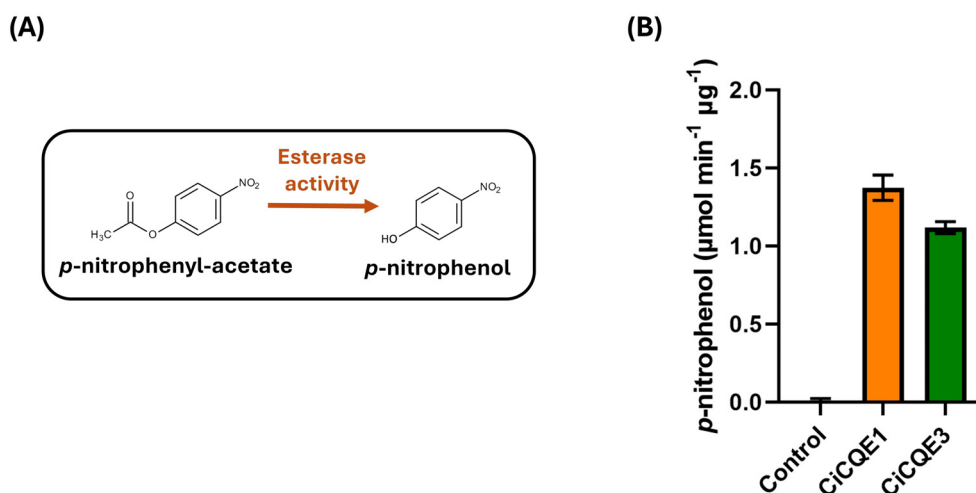 (A)
Esterase
activity
O
H₃C
O
NO₂
p-nitrophenyl-acetate
HO
NO₂
p-nitrophenol
(B)
p-nitrophenol (µmol min⁻¹ µg⁻¹)
2.0
1.5
1.0
0.5
0.0
Control
CiCQE1
CiCQE3